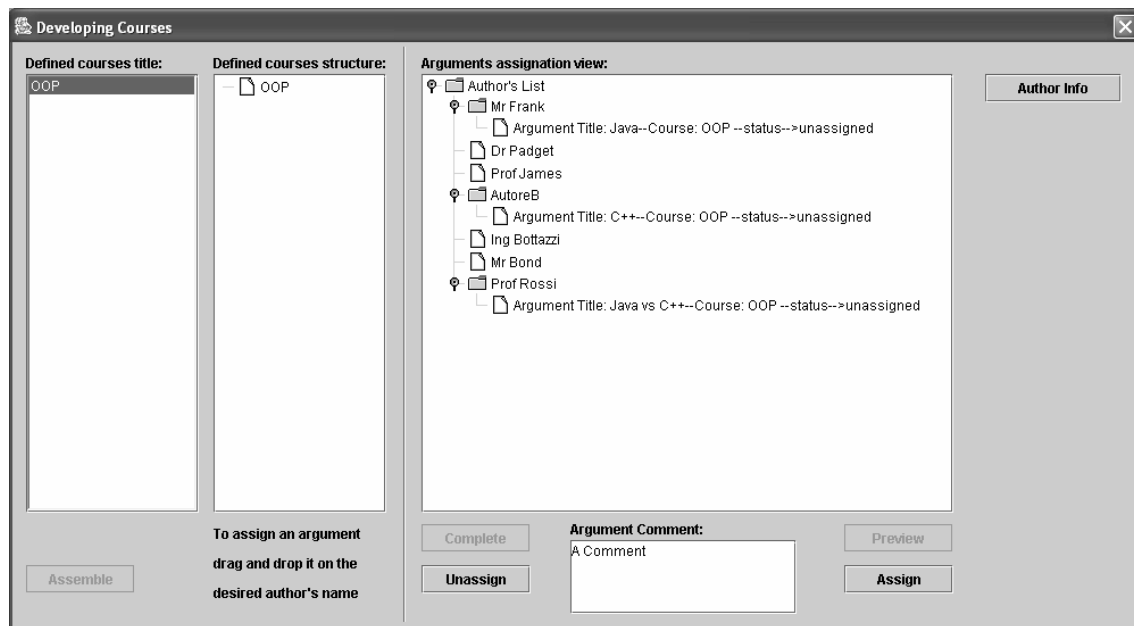 Developing Courses
Defined courses title:
OOP
Defined courses structure:
OOP
Arguments assignation view:
Author's List
Mr Frank
Argument Title: Java--Course: OOP --status-->unassigned
Dr Padget
Prof James
AutoreB
Argument Title: C++--Course: OOP --status-->unassigned
Ing Bottazzi
Mr Bond
Prof Rossi
Argument Title: Java vs C++--Course: OOP --status-->unassigned
Author Info
To assign an argument
drag and drop it on the
desired author's name
Assemble
Complete
Unassign
Argument Comment:
A Comment
Preview
Assign